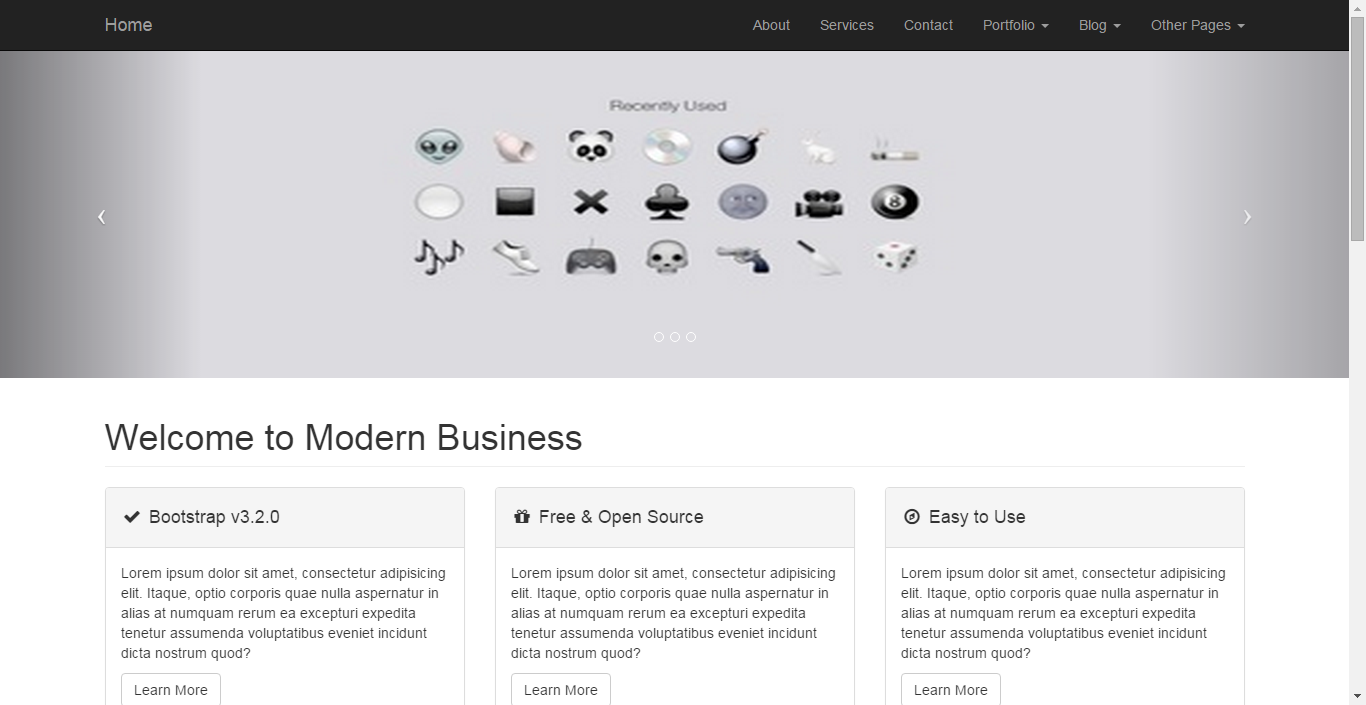 Home About Services Contact Portfolio Blog Other Pages
Recently Used
8
Welcome to Modern Business
Bootstrap v3.2.0
Lorem ipsum dolor sit amet, consectetur adipisicing
elit. Itaque, optio corporis quae nulla aspernatur in
alias at numquam rerum ea excepturi expedita
tenetur assumenda voluptatibus eveniet incidunt
dicta nostrum quod?
Learn More
Free & Open Source
Lorem ipsum dolor sit amet, consectetur adipisicing
elit. Itaque, optio corporis quae nulla aspernatur in
alias at numquam rerum ea excepturi expedita
tenetur assumenda voluptatibus eveniet incidunt
dicta nostrum quod?
Learn More
Easy to Use
Lorem ipsum dolor sit amet, consectetur adipisicing
elit. Itaque, optio corporis quae nulla aspernatur in
alias at numquam rerum ea excepturi expedita
tenetur assumenda voluptatibus eveniet incidunt
dicta nostrum quod?
Learn More